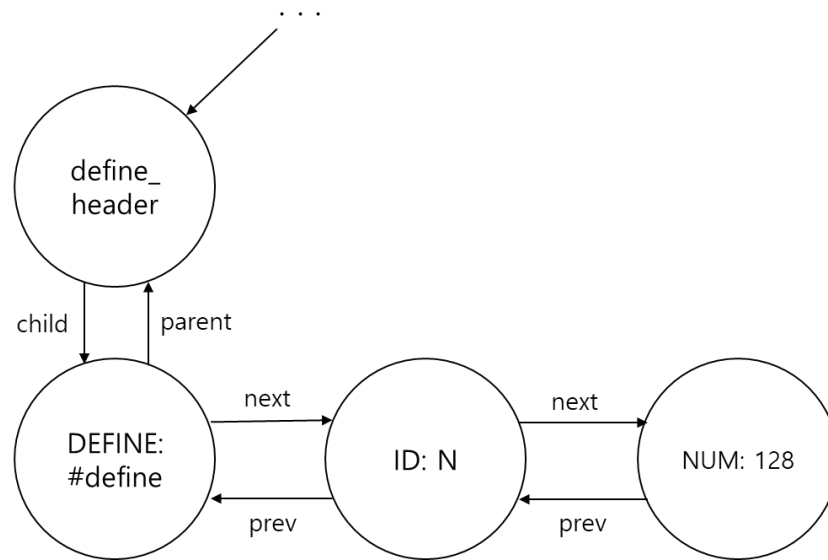 . . .
define_
header
child
parent
DEFINE:
#define
next
prev
ID: N
next
prev
NUM: 128